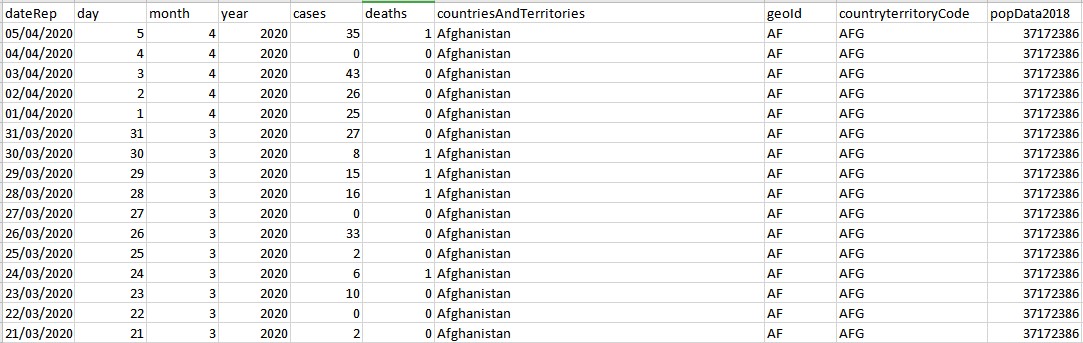 dateRep day month year cases deaths countriesAndTerritories geoId countryterritoryCode popData2018
05/04/2020 5 4 2020 35 1 Afghanistan AF AFG 37172386
04/04/2020 4 4 2020 0 0 Afghanistan AF AFG 37172386
03/04/2020 3 4 2020 43 0 Afghanistan AF AFG 37172386
02/04/2020 2 4 2020 26 0 Afghanistan AF AFG 37172386
01/04/2020 1 4 2020 25 0 Afghanistan AF AFG 37172386
31/03/2020 31 3 2020 27 0 Afghanistan AF AFG 37172386
30/03/2020 30 3 2020 8 1 Afghanistan AF AFG 37172386
29/03/2020 29 3 2020 15 1 Afghanistan AF AFG 37172386
28/03/2020 28 3 2020 16 1 Afghanistan AF AFG 37172386
27/03/2020 27 3 2020 0 0 Afghanistan AF AFG 37172386
26/03/2020 26 3 2020 33 0 Afghanistan AF AFG 37172386
25/03/2020 25 3 2020 2 0 Afghanistan AF AFG 37172386
24/03/2020 24 3 2020 6 1 Afghanistan AF AFG 37172386
23/03/2020 23 3 2020 10 0 Afghanistan AF AFG 37172386
22/03/2020 22 3 2020 0 0 Afghanistan AF AFG 37172386
21/03/2020 21 3 2020 2 0 Afghanistan AF AFG 37172386